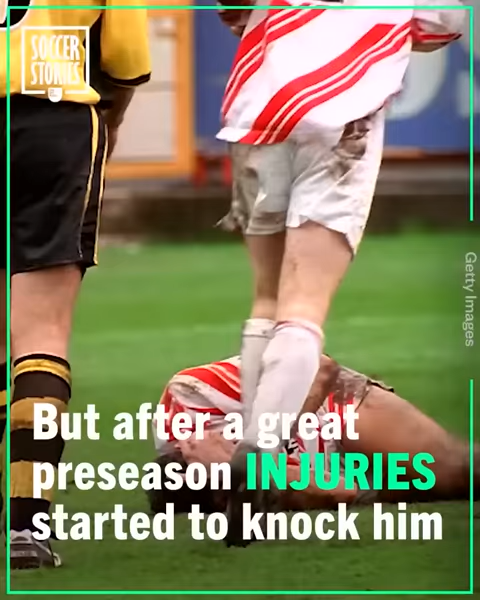 SOCCER
STORIES
Getty Images
But after a great
preseason INJURIES
started to knock him